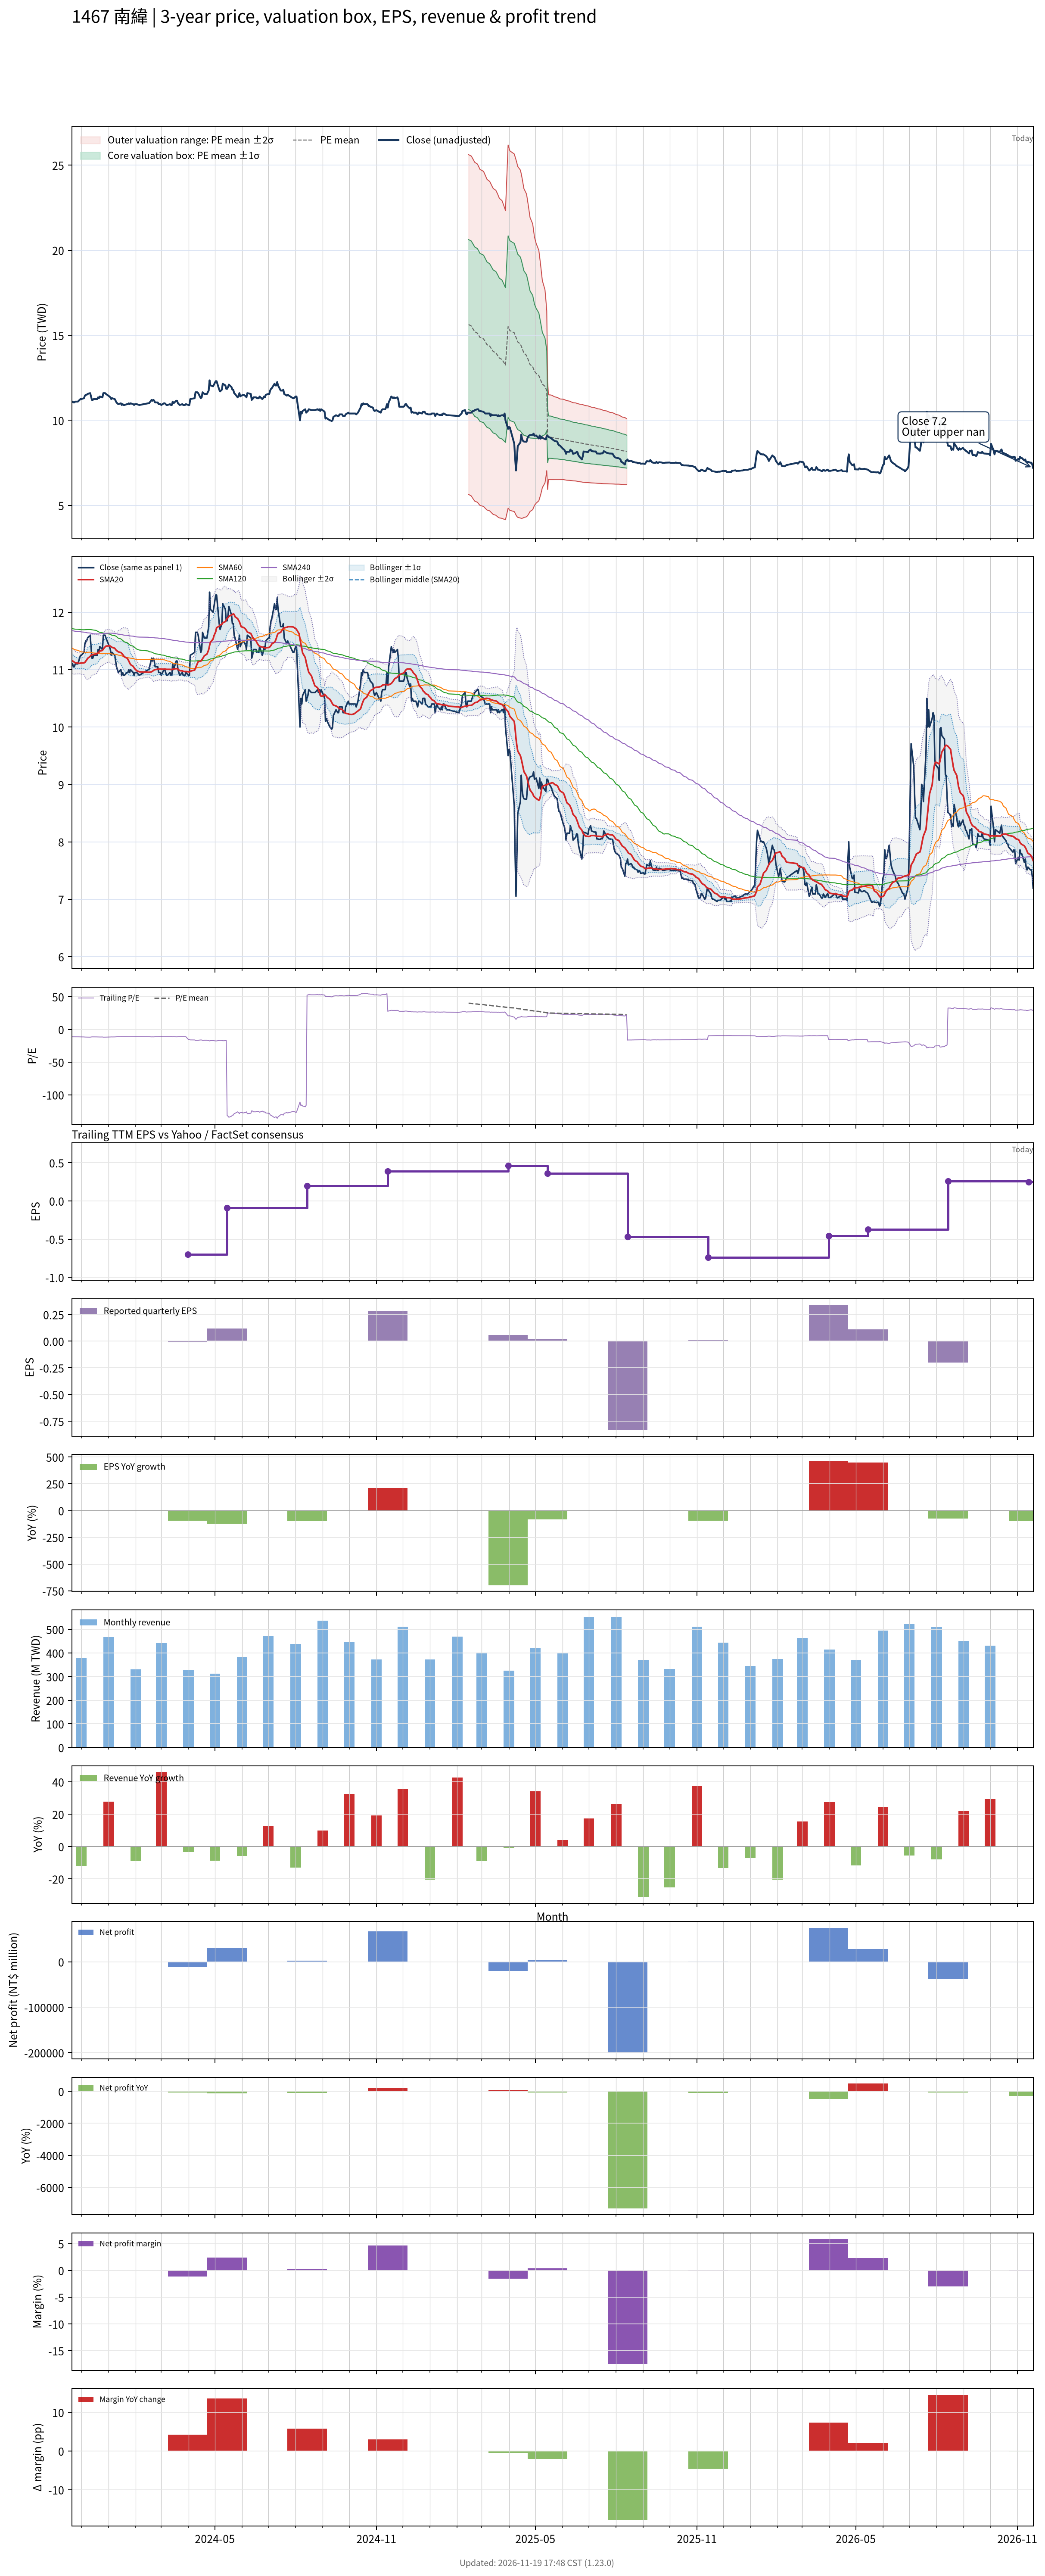 1467 南緯 | 3-year price, valuation box, EPS, revenue & profit trend
Outer valuation range: PE mean ±2σ
Core valuation box: PE mean ±1σ
PE mean
Close (unadjusted)
Today
Price (TWD)
25
20
15
10
5
Close 7.2
Outer upper nan
Close (same as panel 1)
SMA20
SMA60
SMA120
SMA240
Bollinger ±2σ
Bollinger ±1σ
Bollinger middle (SMA20)
Price
12
11
10
9
8
7
6
Trailing P/E
P/E mean
P/E
50
0
-50
-100
Trailing TTM EPS vs Yahoo / FactSet consensus
Today
EPS
0.5
0.0
-0.5
-1.0
Reported quarterly EPS
EPS
0.25
0.00
-0.25
-0.50
-0.75
EPS YoY growth
YoY (%)
500
250
0
-250
-500
-750
Monthly revenue
Revenue (M TWD)
500
400
300
200
100
0
Revenue YoY growth
YoY (%)
40
20
0
-20
Month
Net profit
Net profit (NT$ million)
0
-100000
-200000
Net profit YoY
YoY (%)
0
-2000
-4000
-6000
Net profit margin
Margin (%)
5
0
-5
-10
-15
Margin YoY change
Δ margin (pp)
10
0
-10
2024-05
2024-11
2025-05
2025-11
2026-05
2026-11
Updated: 2026-11-19 17:48 CST (1.23.0)